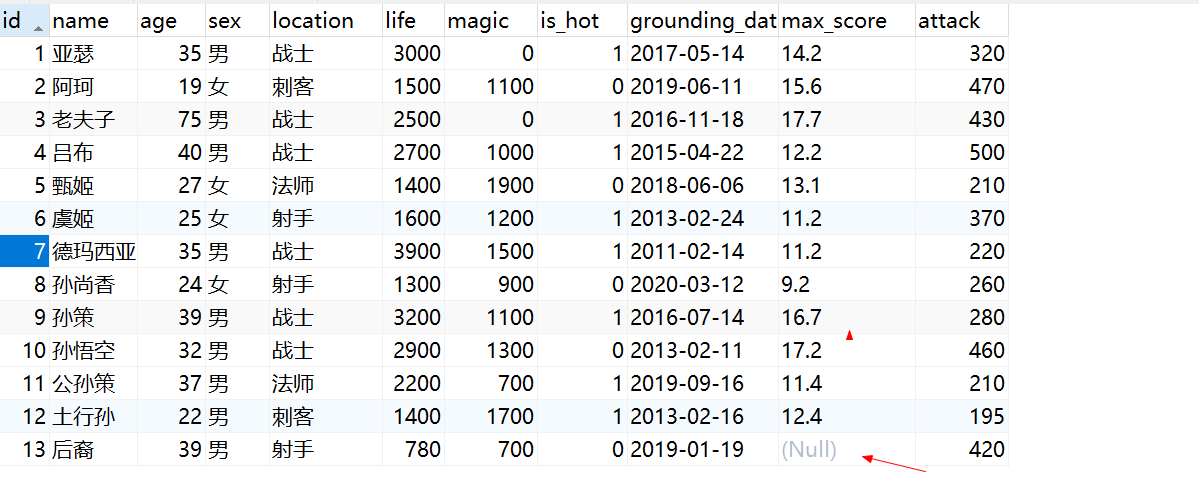 id name age sex location life magic is_hot grounding_dat max_score attack
1 亚瑟 35 男 战士 3000 0 1 2017-05-14 14.2 320
2 阿珂 19 女 刺客 1500 1100 0 2019-06-11 15.6 470
3 老夫子 75 男 战士 2500 0 1 2016-11-18 17.7 430
4 吕布 40 男 战士 2700 1000 1 2015-04-22 12.2 500
5 甄姬 27 女 法师 1400 1900 0 2018-06-06 13.1 210
6 虞姬 25 女 射手 1600 1200 1 2013-02-24 11.2 370
7 德玛西亚 35 男 战士 3900 1500 1 2011-02-14 11.2 220
8 孙尚香 24 女 射手 1300 900 0 2020-03-12 9.2 260
9 孙策 39 男 战士 3200 1100 1 2016-07-14 16.7 280
10 孙悟空 32 男 战士 2900 1300 0 2013-02-11 17.2 460
11 公孙策 37 男 法师 2200 700 1 2019-09-16 11.4 210
12 土行孙 22 男 刺客 1400 1700 1 2013-02-16 12.4 195
13 后裔 39 男 射手 780 700 0 2019-01-19 (Null) 420